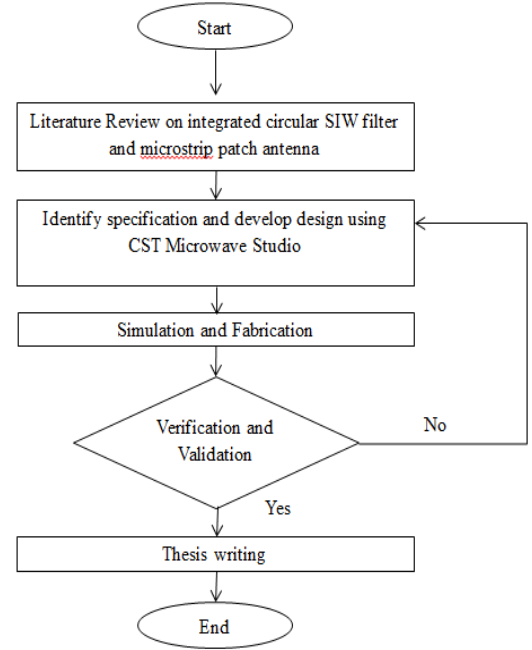 Start
Literature Review on integrated circular SIW filter
and microstrip patch antenna
Identify specification and develop design using
CST Microwave Studio
Simulation and Fabrication
Verification and
Validation
No
Yes
Thesis writing
End